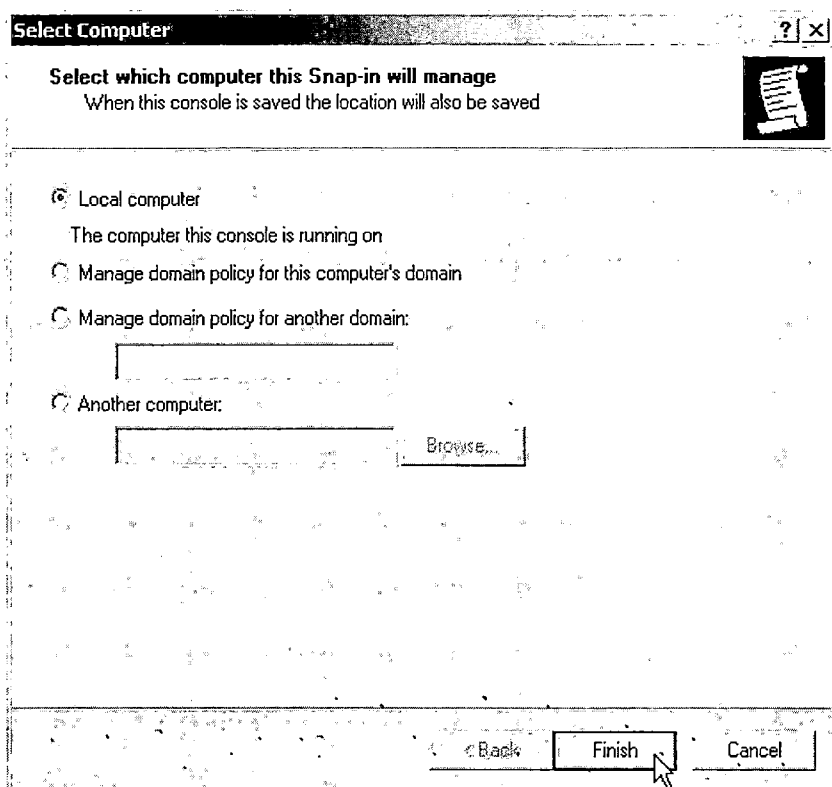 Select Computer
Select which computer this Snap-in will manage
When this console is saved the location will also be saved
Local computer
The computer this console is running on
Manage domain policy for this computer's domain
Manage domain policy for another domain:
Another computer:
Browse...
< Back
Finish
Cancel